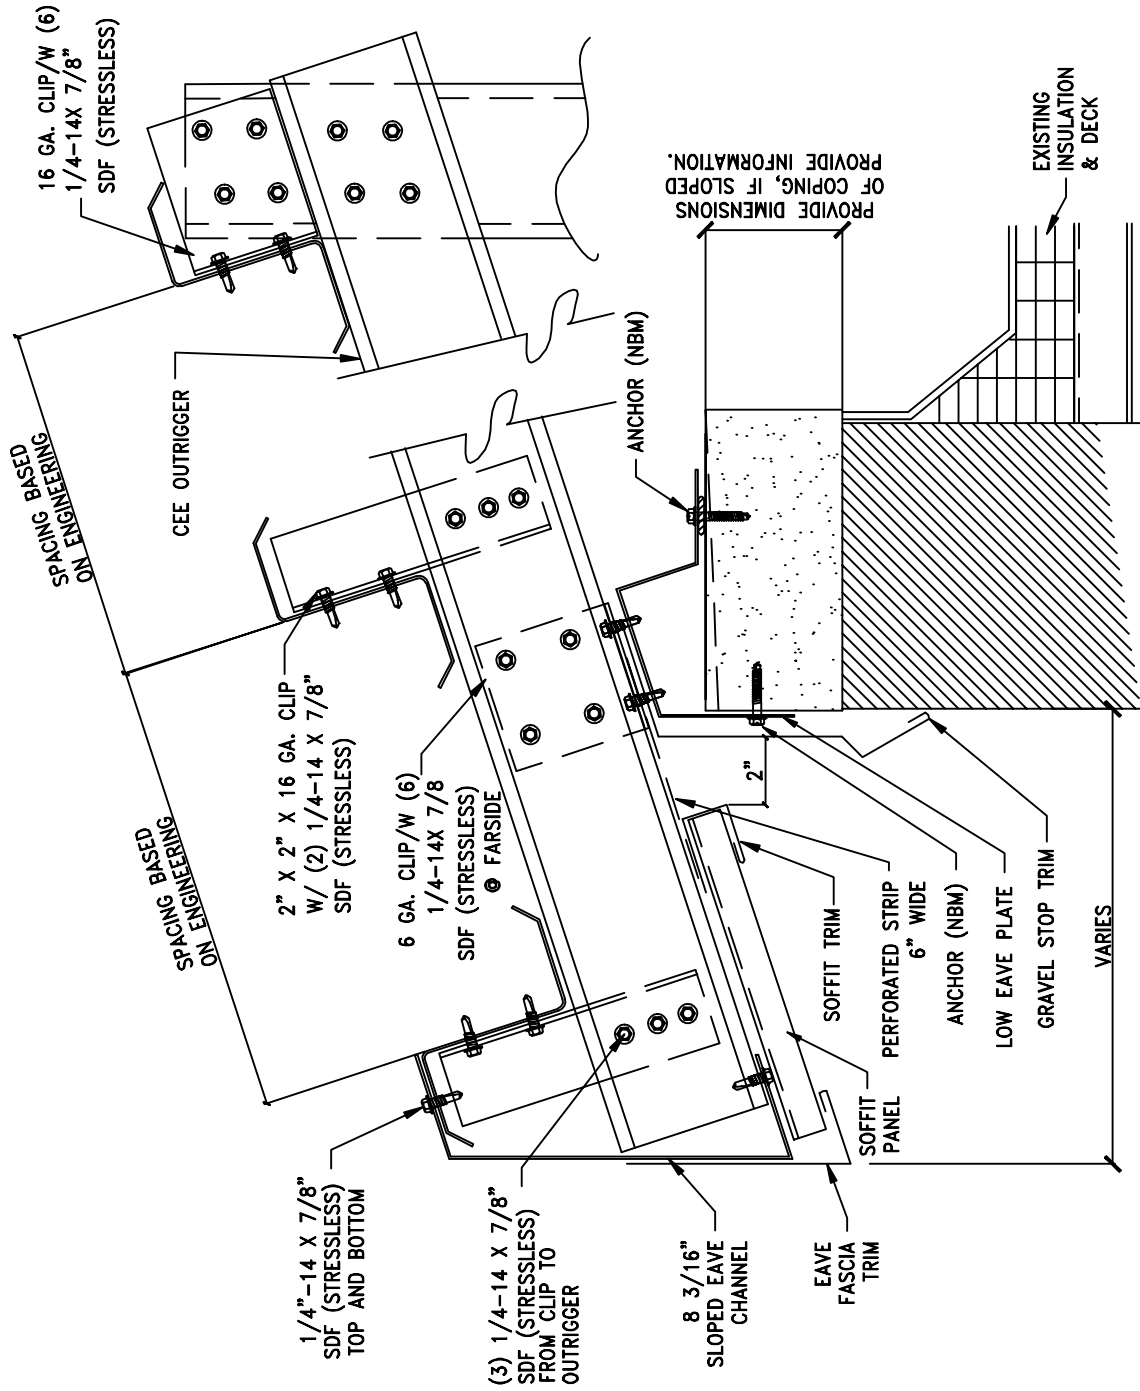 16 GA. CLIP/W (6)
1/4-14X 7/8"
SDF (STRESSLESS)
SPACING BASED
ON ENGINEERING
CEE OUTRIGGER
PROVIDE DIMENSIONS
OF COPING, IF SLOPED
PROVIDE INFORMATION.
EXISTING
INSULATION
& DECK
ANCHOR (NBM)
SPACING BASED
ON ENGINEERING
2" X 2" X 16 GA. CLIP
W/ (2) 1/4-14 X 7/8"
SDF (STRESSLESS)
6 GA. CLIP/W (6)
1/4-14X 7/8
SDF (STRESSLESS)
@ FARSIDE
2"
SOFFIT TRIM
PERFORATED STRIP
6" WIDE
ANCHOR (NBM)
LOW EAVE PLATE
GRAVEL STOP TRIM
VARIES
SOFFIT
PANEL
1/4"-14 X 7/8"
SDF (STRESSLESS)
TOP AND BOTTOM
(3) 1/4-14 X 7/8"
SDF (STRESSLESS)
FROM CLIP TO
OUTRIGGER
8 3/16"
SLOPED EAVE
CHANNEL
EAVE
FASCIA
TRIM